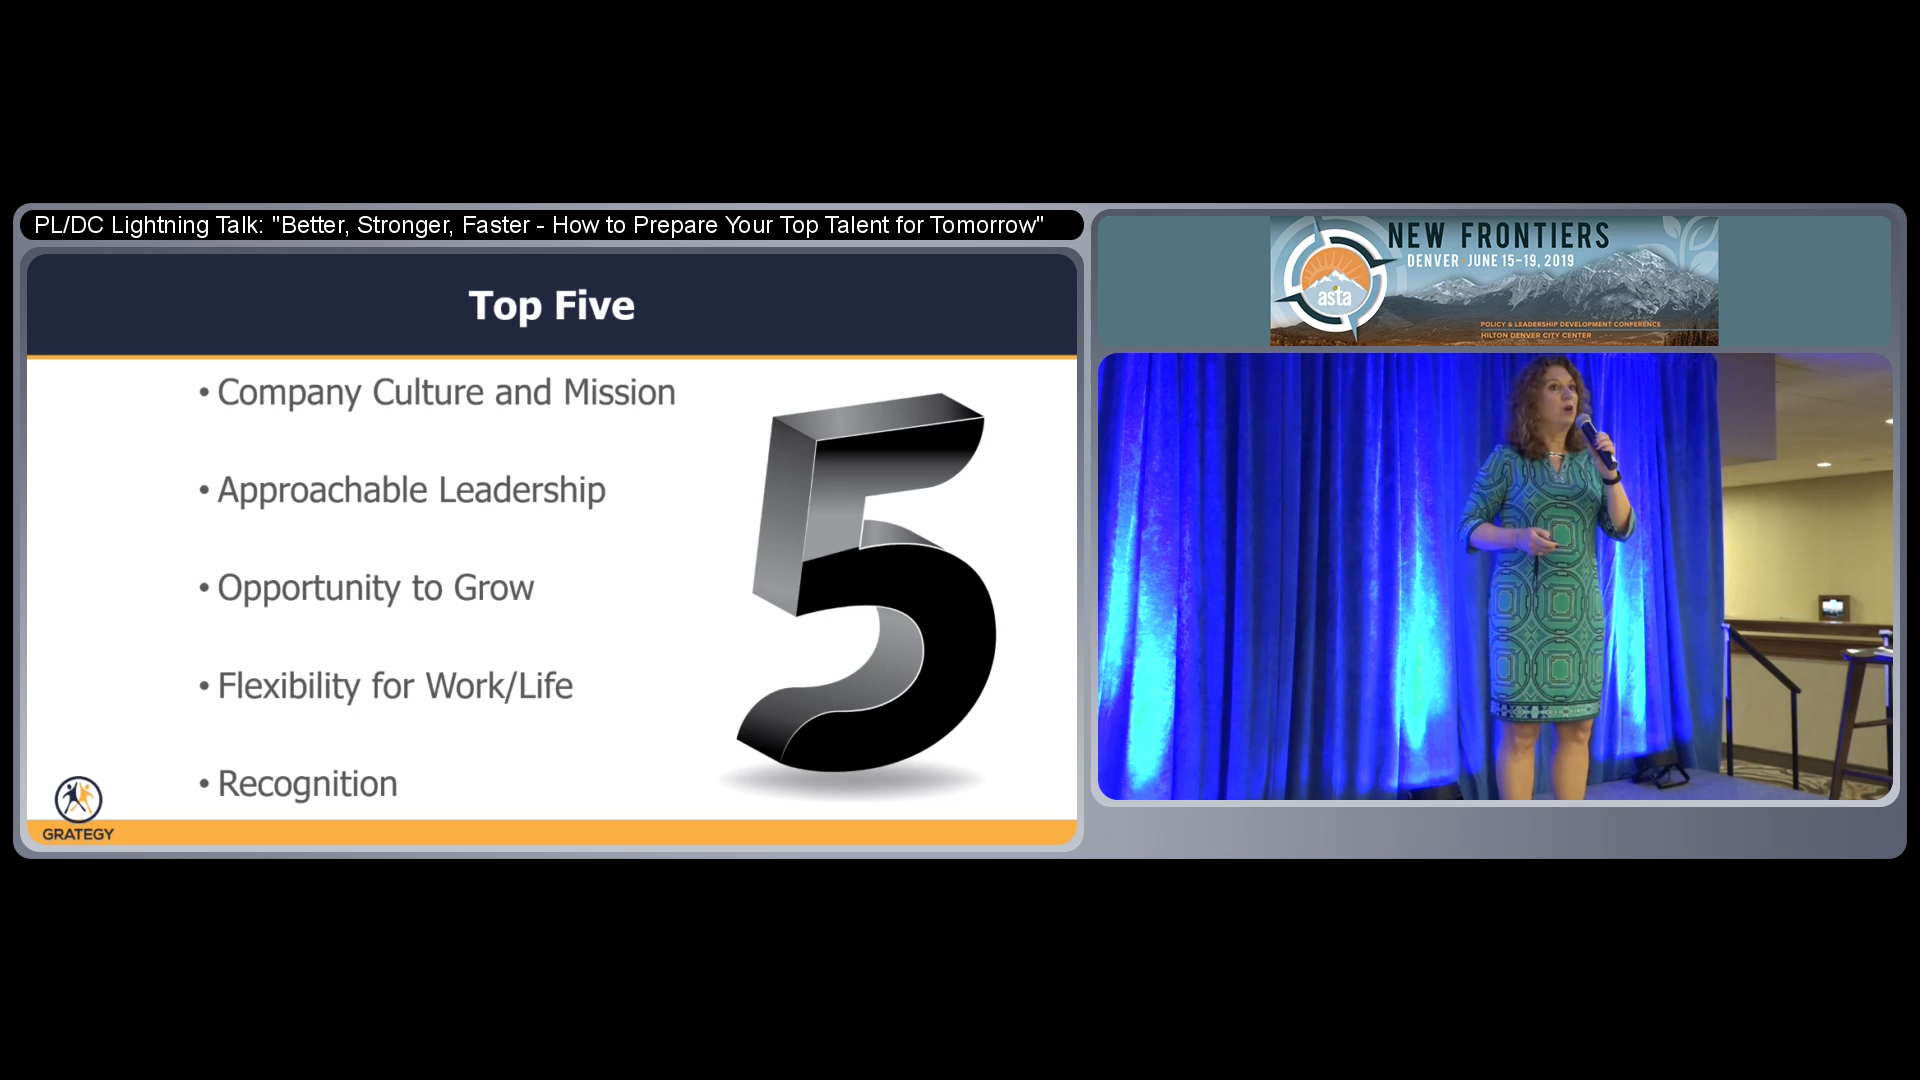 PL/DC Lightning Talk: "Better, Stronger, Faster - How to Prepare Your Top Talent for Tomorrow"
Top Five
• Company Culture and Mission
• Approachable Leadership
• Opportunity to Grow
• Flexibility for Work/Life
• Recognition
5
GRATEGY
NEW FRONTIERS
DENVER • JUNE 15–19, 2019
asta
POLICY & LEADERSHIP DEVELOPMENT CONFERENCE
HILTON DENVER CITY CENTER